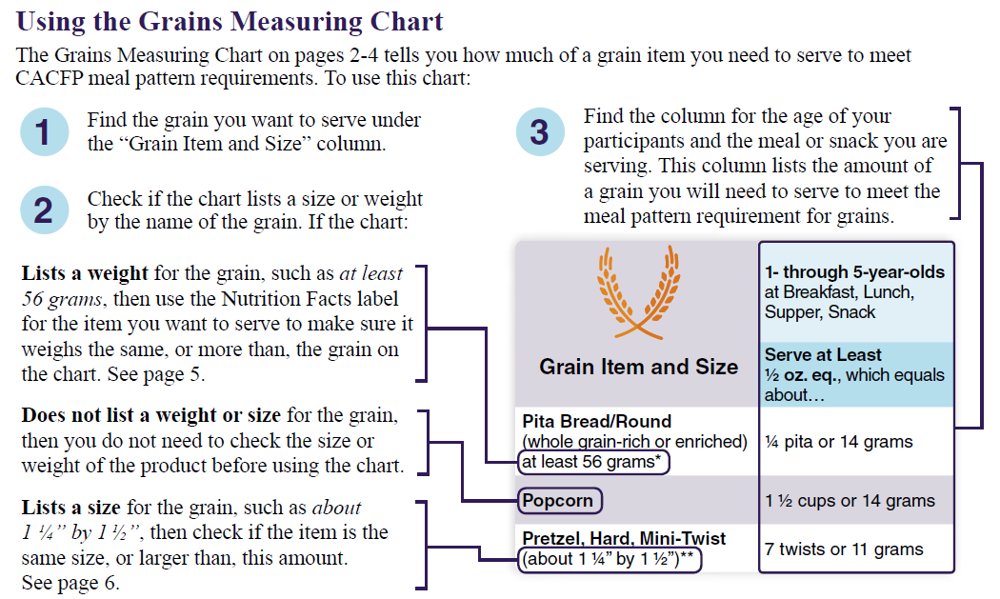 Using the Grains Measuring Chart
The Grains Measuring Chart on pages 2-4 tells you how much of a grain item you need to serve to meet
CACFP meal pattern requirements. To use this chart:
1
Find the grain you want to serve under
the “Grain Item and Size” column.
2
Check if the chart lists a size or weight
by the name of the grain. If the chart:
Lists a weight for the grain, such as at least
56 grams, then use the Nutrition Facts label
for the item you want to serve to make sure it
weighs the same, or more than, the grain on
the chart. See page 5.
Does not list a weight or size for the grain,
then you do not need to check the size or
weight of the product before using the chart.
Lists a size for the grain, such as about
1 ¼” by 1 ½”, then check if the item is the
same size, or larger than, this amount.
See page 6.
3
Find the column for the age of your
participants and the meal or snack you are
serving. This column lists the amount of
a grain you will need to serve to meet the
meal pattern requirement for grains.
Grain Item and Size
1- through 5-year-olds
at Breakfast, Lunch,
Supper, Snack
Serve at Least
½ oz. eq., which equals
about…
Pita Bread/Round
(whole grain-rich or enriched)
at least 56 grams*
¼ pita or 14 grams
Popcorn
1 ½ cups or 14 grams
Pretzel, Hard, Mini-Twist
(about 1 ¼” by 1 ½”)**
7 twists or 11 grams